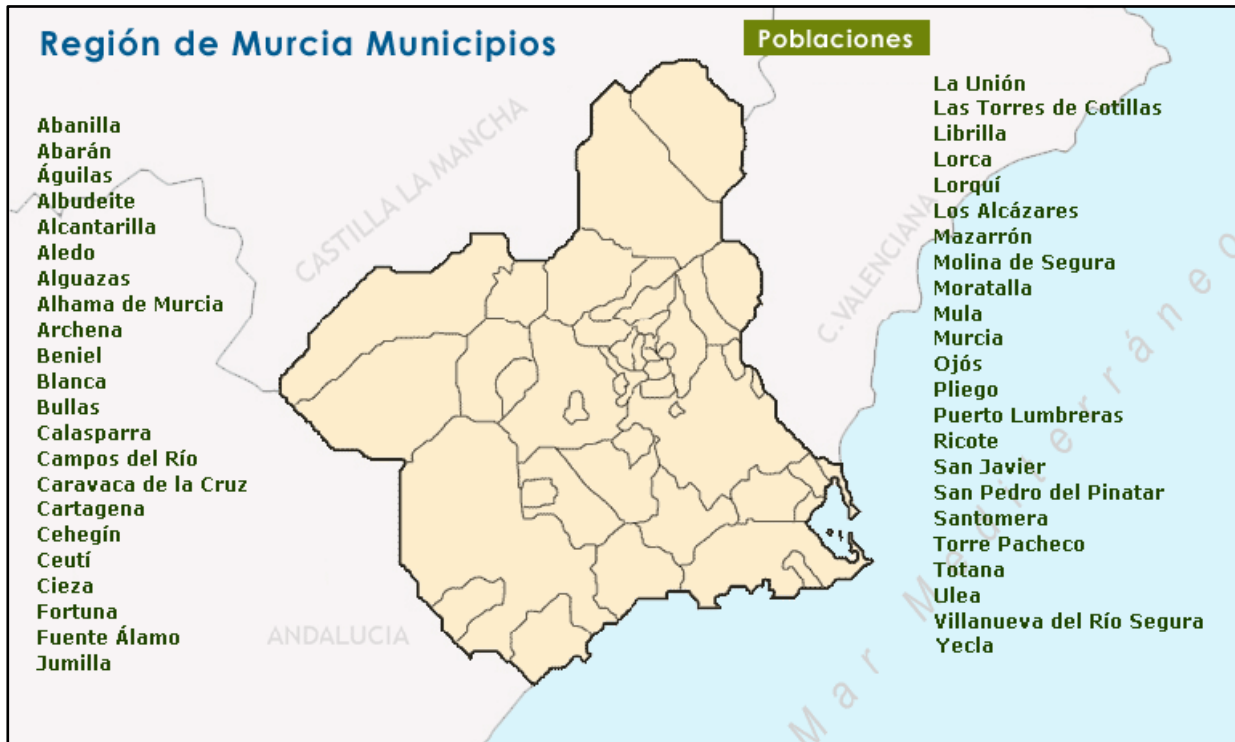 Región de Murcia Municipios
Poblaciones
Abanilla
Abarán
Águilas
Albudeite
Alcantarilla
Aledo
Alguazas
Alhama de Murcia
Archena
Beniel
Blanca
Bullas
Calasparra
Campos del Río
Caravaca de la Cruz
Cartagena
Cehegín
Ceutí
Cieza
Fortuna
Fuente Álamo
Jumilla
CASTILLA LA MANCHA
C.VALENCIANA
ANDALUCIA
Mar Mediterráneo
La Unión
Las Torres de Cotillas
Librilla
Lorca
Lorquí
Los Alcázares
Mazarrón
Molina de Segura
Moratalla
Mula
Murcia
Ojós
Pliego
Puerto Lumbreras
Ricote
San Javier
San Pedro del Pinatar
Santomera
Torre Pacheco
Totana
Ulea
Villanueva del Río Segura
Yecla